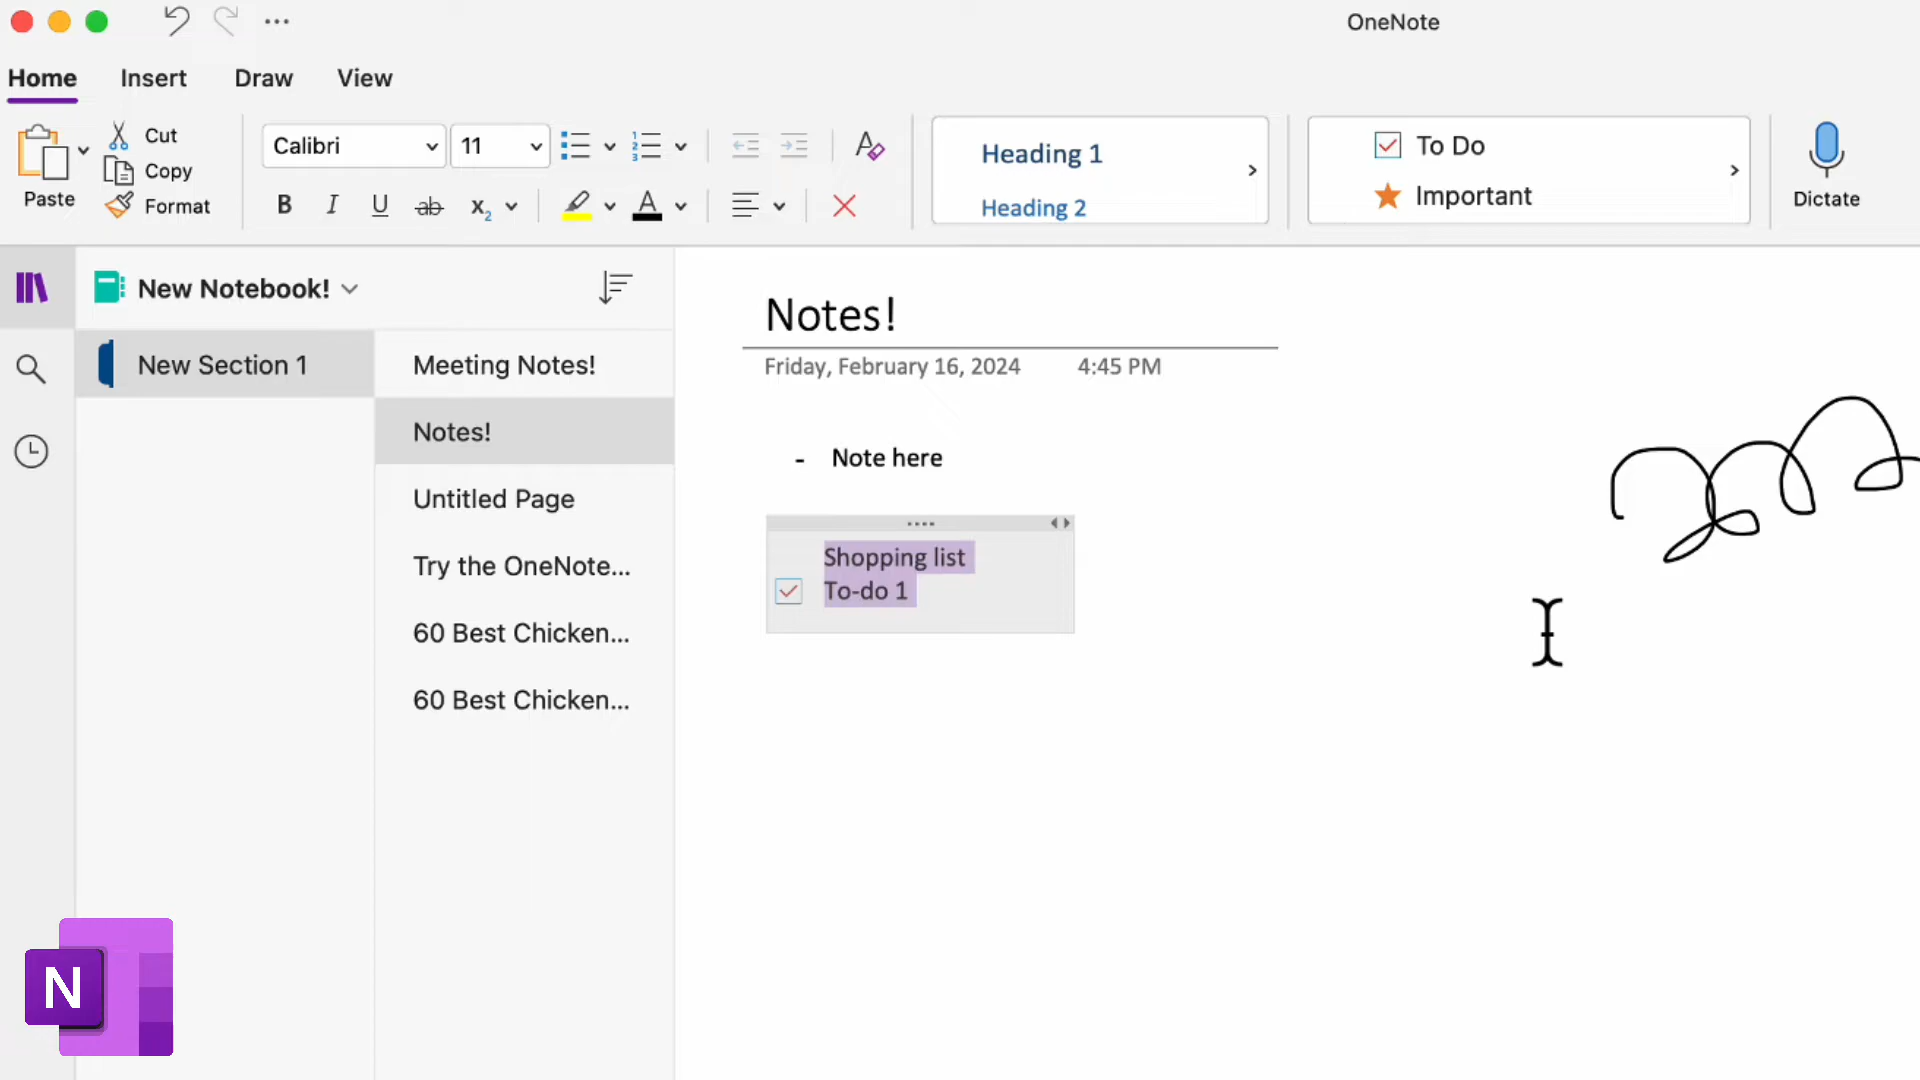 OneNote
Home Insert Draw View
Paste
Cut
Copy
Format
Calibri 11
B I U ab x2 A
Heading 1
Heading 2
To Do
Important
Dictate
New Notebook!
New Section 1
Meeting Notes!
Notes!
Untitled Page
Try the OneNote...
60 Best Chicken...
60 Best Chicken...
Notes!
Friday, February 16, 2024 4:45 PM
- Note here
Shopping list
To-do 1
N